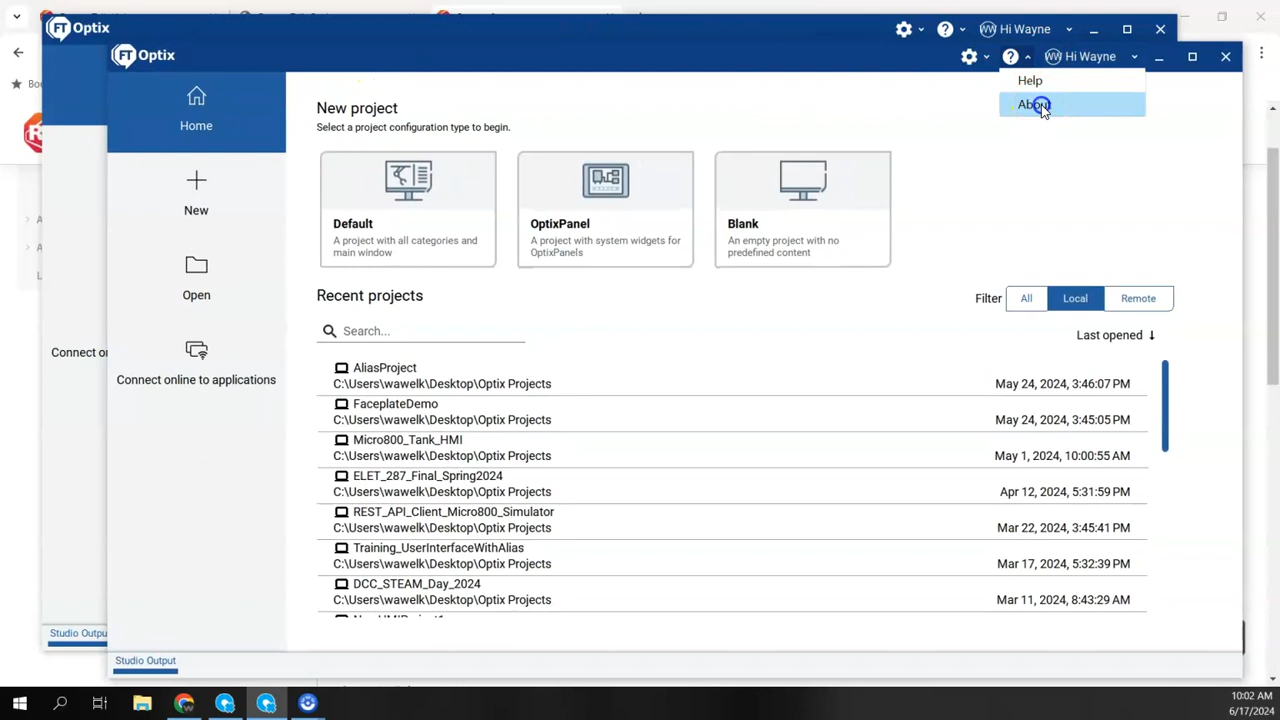 FT Optix
Hi Wayne
FT Optix
WW Hi Wayne
Help
About
Home
New
Open
Connect online to applications
Connect or
New project
Select a project configuration type to begin.
Default
A project with all categories and
main window
OptixPanel
A project with system widgets for
OptixPanels
Blank
An empty project with no
predefined content
Recent projects
Filter All Local Remote
Search...
Last opened
AliasProject
C:\Users\wawelk\Desktop\Optix Projects May 24, 2024, 3:46:07 PM
FaceplateDemo
C:\Users\wawelk\Desktop\Optix Projects May 24, 2024, 3:45:05 PM
Micro800_Tank_HMI
C:\Users\wawelk\Desktop\Optix Projects May 1, 2024, 10:00:55 AM
ELET_287_Final_Spring2024
C:\Users\wawelk\Desktop\Optix Projects Apr 12, 2024, 5:31:59 PM
REST_API_Client_Micro800_Simulator
C:\Users\wawelk\Desktop\Optix Projects Mar 22, 2024, 3:45:41 PM
Training_UserInterfaceWithAlias
C:\Users\wawelk\Desktop\Optix Projects Mar 17, 2024, 5:32:39 PM
DCC_STEAM_Day_2024
C:\Users\wawelk\Desktop\Optix Projects Mar 11, 2024, 8:43:29 AM
Studio Outpu
Studio Output
10:02 AM
6/17/2024